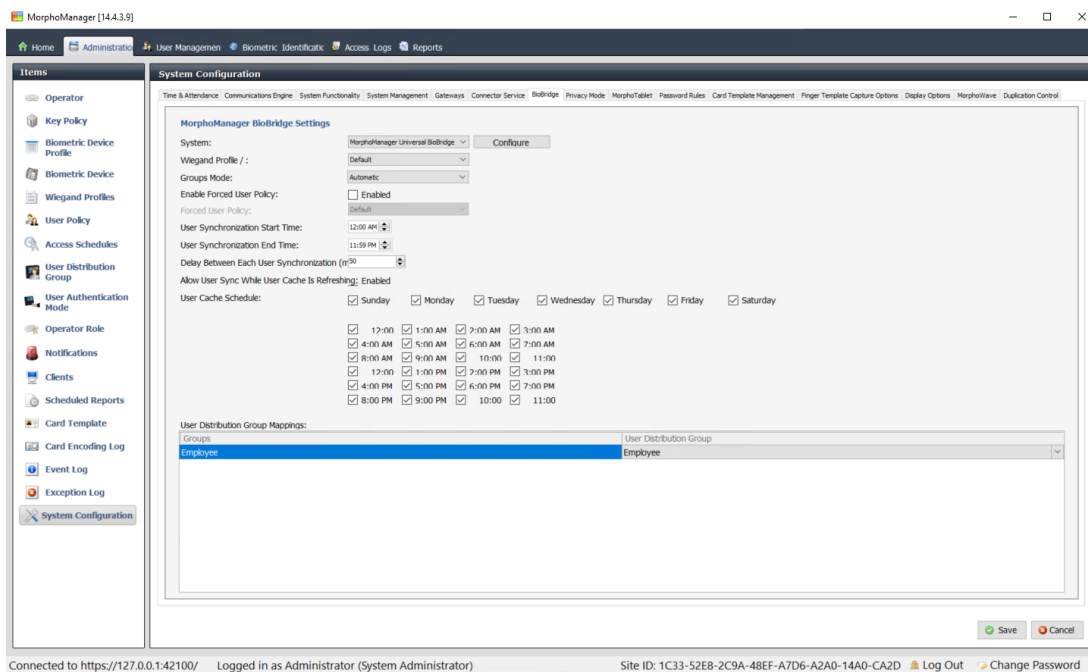 MorphoManager [14.4.3.9]
Home Administratio User Managemen Biometric Identificatic Access Logs Reports
Items
Operator
Key Policy
Biometric Device
Profile
Biometric Device
Wiegand Profiles
User Policy
Access Schedules
User Distribution
Group
User Authentication
Mode
Operator Role
Notifications
Clients
Scheduled Reports
Card Template
Card Encoding Log
Event Log
Exception Log
System Configuration
System Configuration
Time & Attendance Communications Engine System Functionality System Management Gateways Connector Service BioBridge Privacy Mode MorphoTablet Password Rules Card Template Management Finger Template Capture Options Display Options MorphoWave Duplication Control
MorphoManager BioBridge Settings
System: MorphoManager Universal BioBridge Configure
Wiegand Profile / : Default
Groups Mode: Automatic
Enable Forced User Policy: Enabled
Forced User Policy: Default
User Synchronization Start Time: 12:00 AM
User Synchronization End Time: 11:59 PM
Delay Between Each User Synchronization (m 50
Allow User Sync While User Cache Is Refreshing: Enabled
User Cache Schedule: Sunday Monday Tuesday Wednesday Thursday Friday Saturday
12:00 1:00 AM 2:00 AM 3:00 AM
4:00 AM 5:00 AM 6:00 AM 7:00 AM
8:00 AM 9:00 AM 10:00 11:00
12:00 1:00 PM 2:00 PM 3:00 PM
4:00 PM 5:00 PM 6:00 PM 7:00 PM
8:00 PM 9:00 PM 10:00 11:00
User Distribution Group Mappings:
Groups User Distribution Group
Employee Employee
Save Cancel
Connected to https://127.0.0.1:42100/ Logged in as Administrator (System Administrator) Site ID: 1C33-52E8-2C9A-48EF-A7D6-A2A0-14A0-CA2D Log Out Change Password